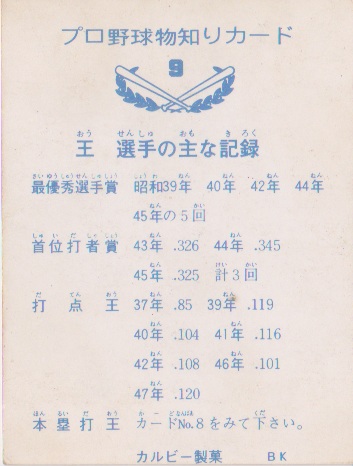 プロ野球物知りカード
9
王 選手の主な記録
最優秀選手賞 昭和39年 40年 42年 44年
45年の5回
首位打者賞 43年 .326 44年 .345
45年 .325 計3回
打点王 37年 .85 39年 .119
40年 .104 41年 .116
42年 .108 46年 .101
47年 .120
本塁打王 カードNo.8をみて下さい。
カルビー製菓 BK